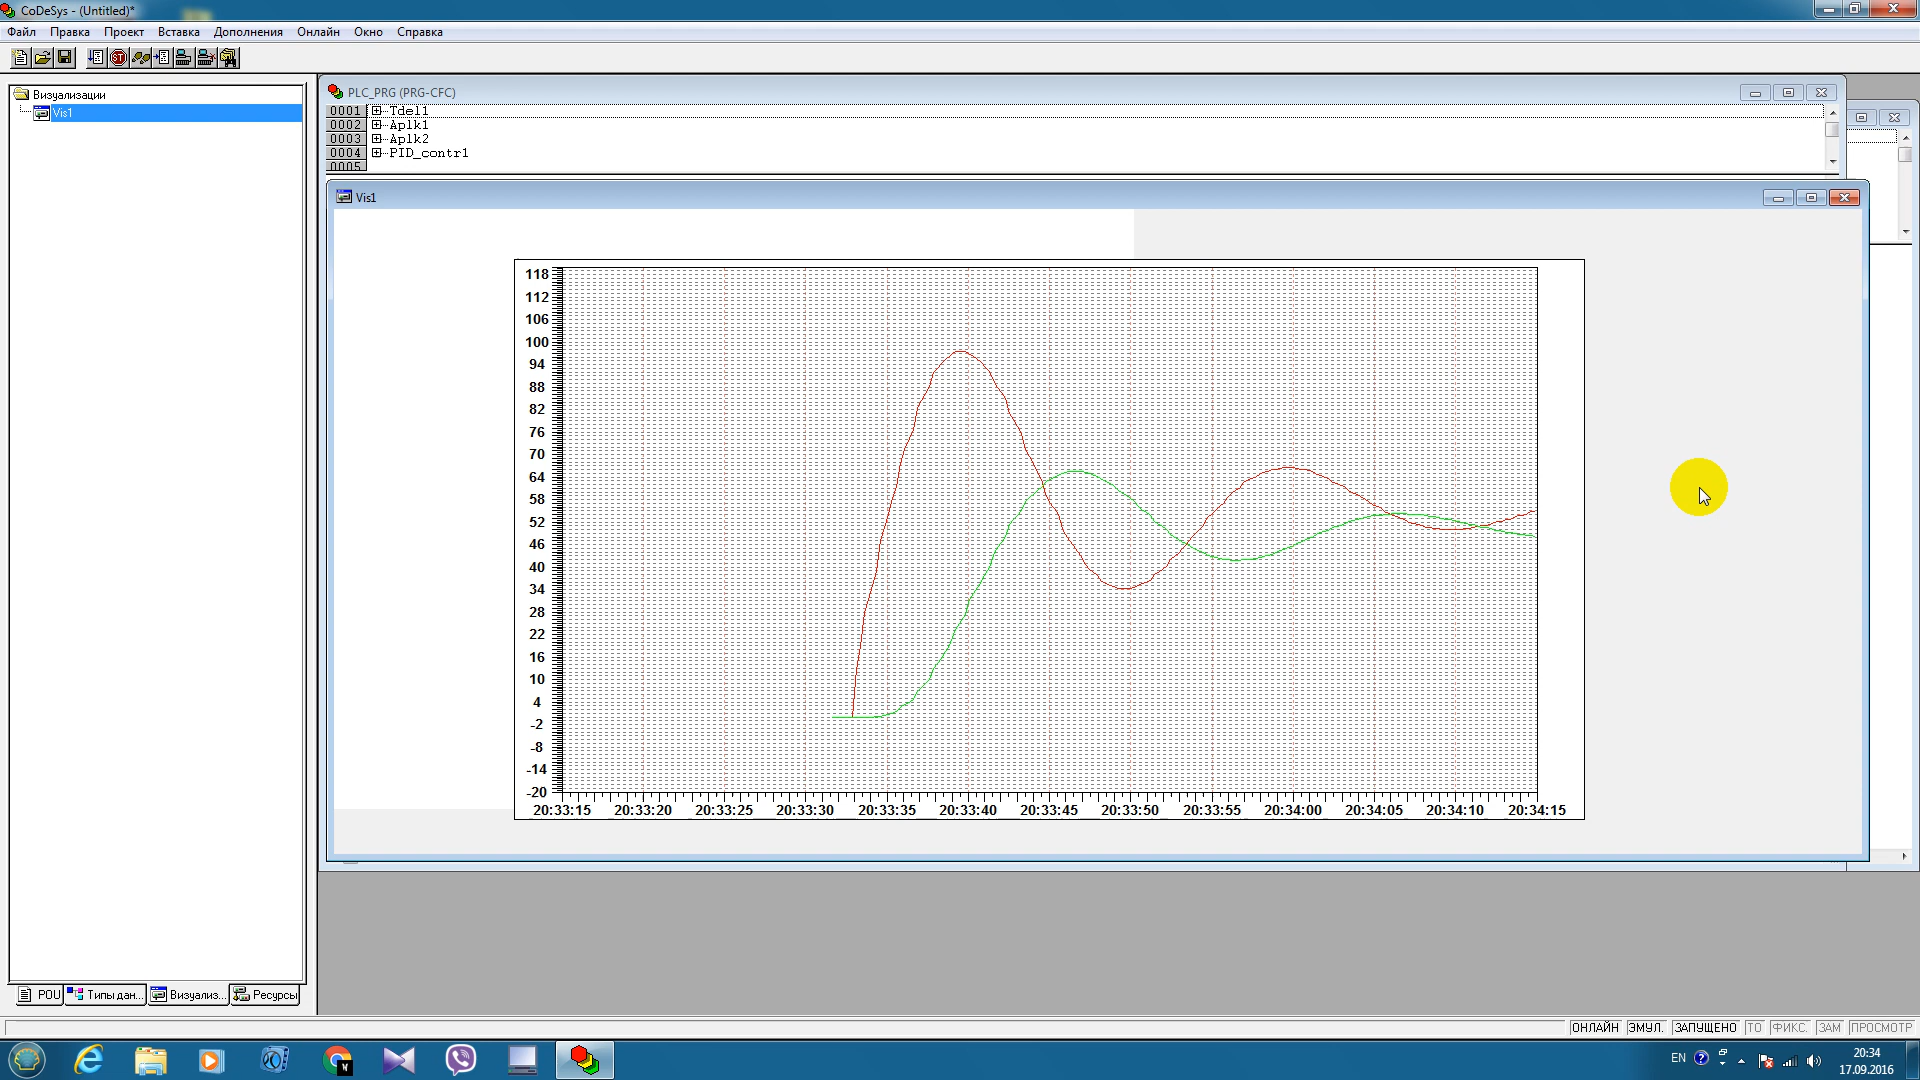 CoDeSys - (Untitled)*
Файл Правка Проект Вставка Дополнения Онлайн Окно Справка
Визуализации
Vis1
PLC_PRG (PRG-CFC)
0001 Tdel1
0002 Aplk1
0003 Aplk2
0004 PID_contr1
0005
Vis1
118
112
106
100
94
88
82
76
70
64
58
52
46
40
34
28
22
16
10
4
-2
-8
-14
-20
20:33:15 20:33:20 20:33:25 20:33:30 20:33:35 20:33:40 20:33:45 20:33:50 20:33:55 20:34:00 20:34:05 20:34:10 20:34:15
POU Типы дан... Визуализ... Ресурсы
ОНЛАЙН ЭМУЛ. ЗАПУЩЕНО ТО ФИКС. ЗАМ ПРОСМОТР
EN
20:34
17.09.2016